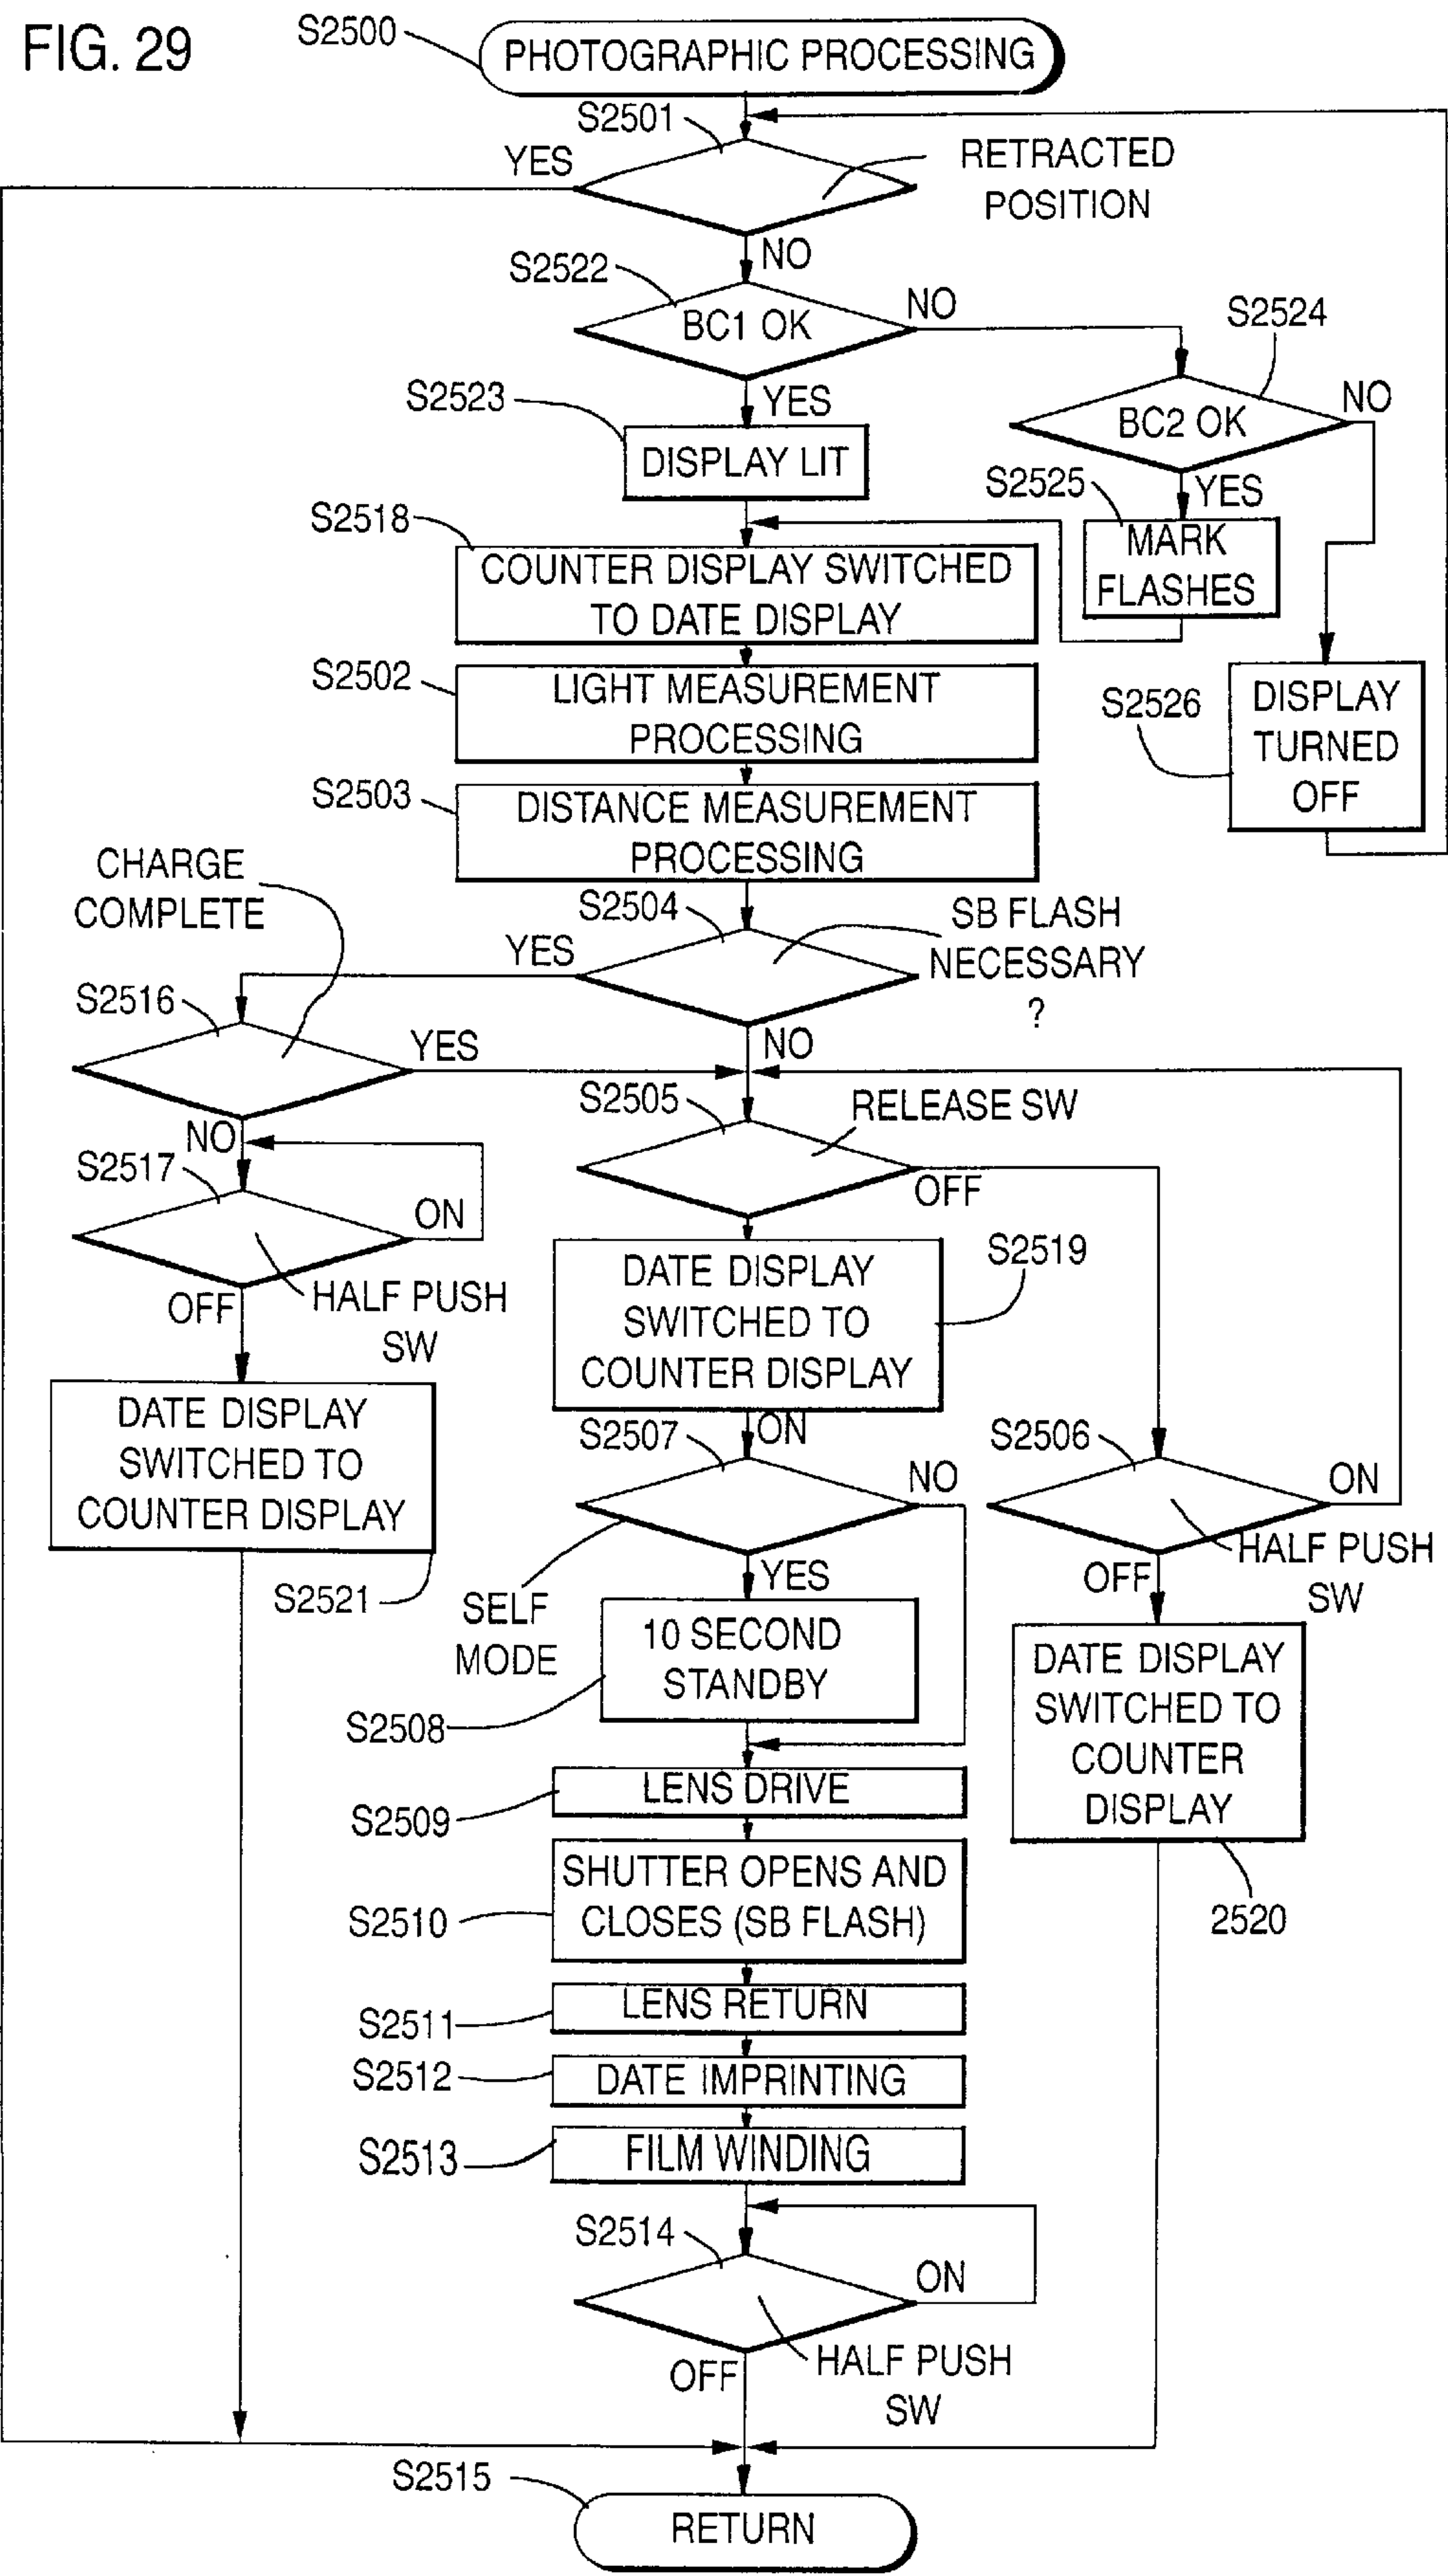 FIG. 29
S2500
PHOTOGRAPHIC PROCESSING
S2501
YES
RETRACTED
POSITION
NO
S2522
BC1 OK
NO
S2524
S2523
YES
BC2 OK
NO
DISPLAY LIT
S2525
YES
S2518
MARK
FLASHES
COUNTER DISPLAY SWITCHED
TO DATE DISPLAY
S2502
LIGHT MEASUREMENT
PROCESSING
S2526
DISPLAY
TURNED
OFF
S2503
DISTANCE MEASUREMENT
PROCESSING
CHARGE
COMPLETE
S2504
SB FLASH
NECESSARY
?
YES
S2516
YES
NO
S2505
RELEASE SW
NO
S2517
ON
OFF
HALF PUSH
SW
OFF
DATE DISPLAY
SWITCHED TO
COUNTER DISPLAY
S2519
DATE DISPLAY
SWITCHED TO
COUNTER DISPLAY
S2521
ON
S2507
NO
S2506
ON
HALF PUSH
SW
OFF
SELF
MODE
YES
10 SECOND
STANDBY
S2508
DATE DISPLAY
SWITCHED TO
COUNTER
DISPLAY
2520
LENS DRIVE
S2509
SHUTTER OPENS AND
CLOSES (SB FLASH)
S2510
LENS RETURN
S2511
S2512
DATE IMPRINTING
S2513
FILM WINDING
S2514
ON
HALF PUSH
SW
OFF
S2515
RETURN